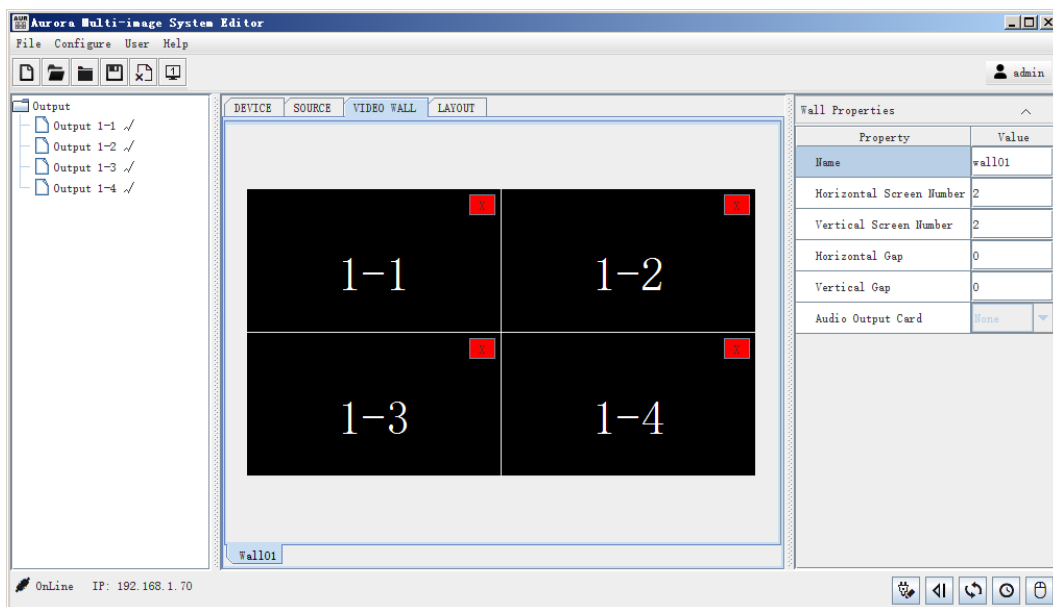 Aurora Multi-image System Editor
File Configure User Help
admin
Output
Output 1-1
Output 1-2
Output 1-3
Output 1-4
DEVICE SOURCE VIDEO WALL LAYOUT
X X
1-1 1-2
X X
1-3 1-4
Wall01
Wall Properties
Property Value
Name wall01
Horizontal Screen Number 2
Vertical Screen Number 2
Horizontal Gap 0
Vertical Gap 0
Audio Output Card None
OnLine IP: 192.168.1.70